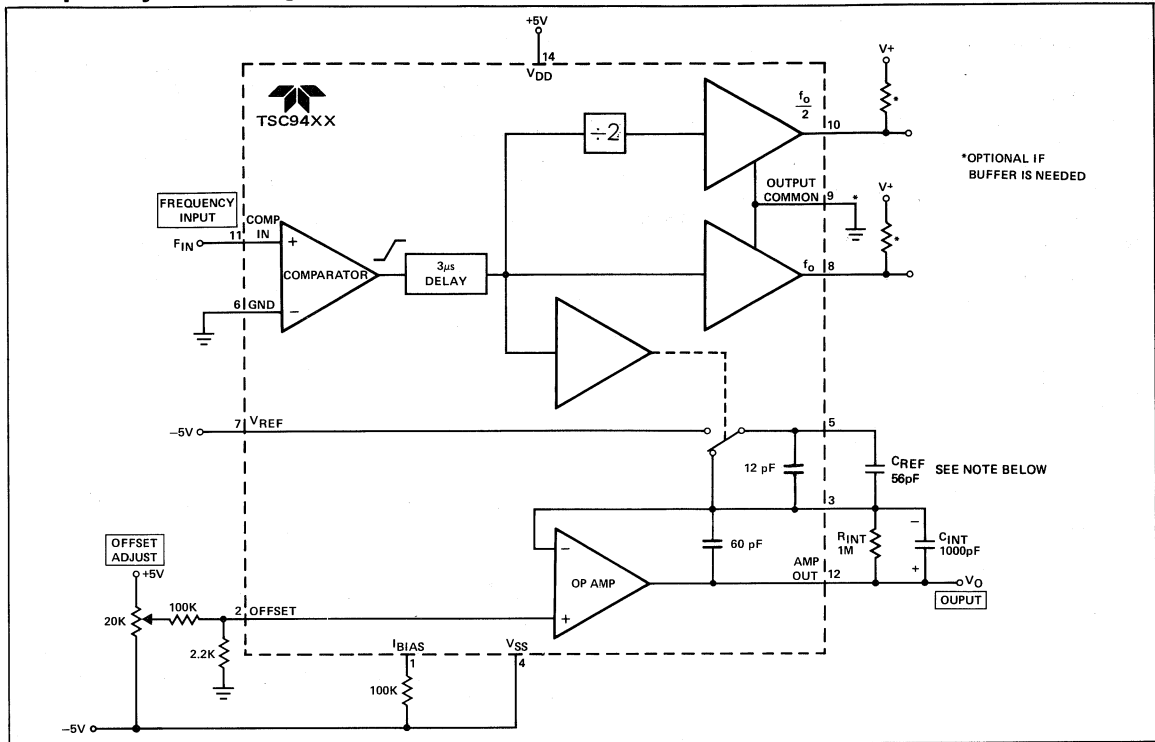 +5V
14
VDD
TSC94XX
÷2
fo
2
10
V+
*
*OPTIONAL IF
BUFFER IS NEEDED
OUTPUT
COMMON
9
*
V+
*
FREQUENCY
INPUT
COMP
IN
FIN
11
+
COMPARATOR
3µs
DELAY
fo
8
6
GND
−
−5V
7
VREF
5
12 pF
CREF
56pF
SEE NOTE BELOW
3
60 pF
RINT
1M
−
CINT
1000pF
+
AMP
OUT
12
VO
OUPUT
−
OP AMP
+
OFFSET
ADJUST
+5V
20K
100K
2
OFFSET
2.2K
IBIAS
1
VSS
4
100K
−5V